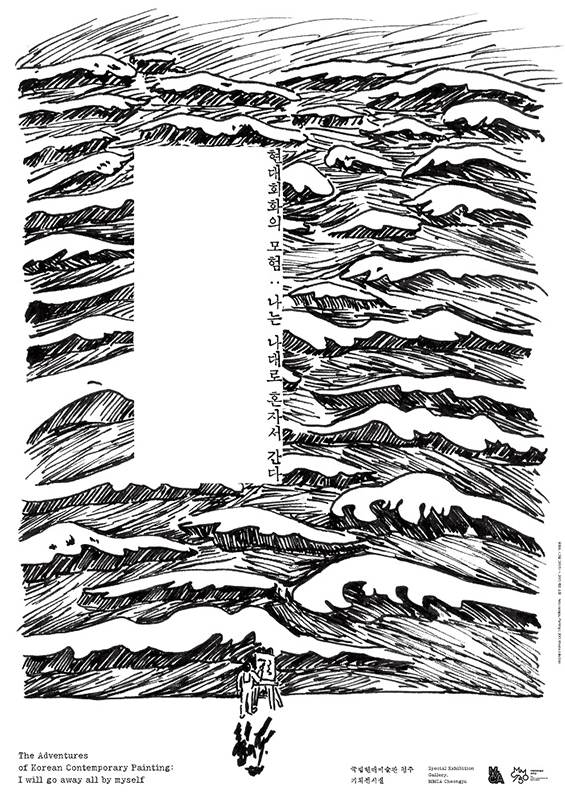 현대회화의 모험 : 나는 나대로 혼자서 간다
The Adventures
of Korean Contemporary Painting:
I will go away all by myself
국립현대미술관 청주
기획전시실
Special Exhibition
Gallery,
MMCA Cheongju